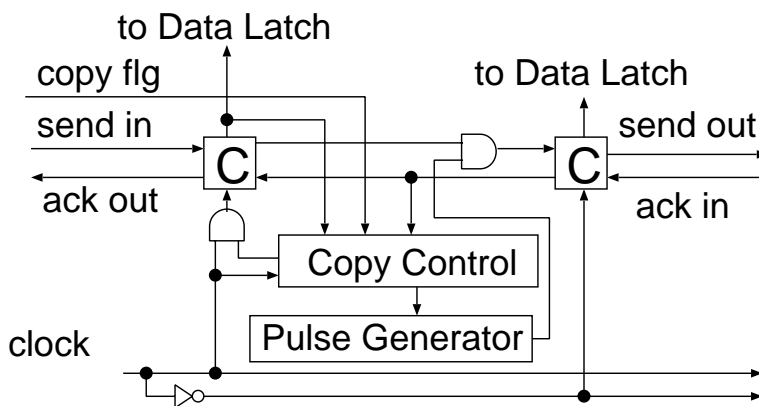 to Data Latch
copy flg
to Data Latch
send in
send out
C
C
ack out
ack in
Copy Control
Pulse Generator
clock